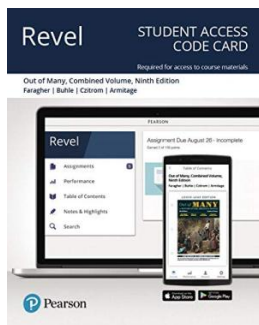 Revel
STUDENT ACCESS
CODE CARD
Required for access to course materials
Out of Many, Combined Volume, Ninth Edition
Faragher | Buhle | Czitrom | Armitage
PEARSON
Revel
Assignments
Performance
Table of Contents
Notes & Highlights
Search
Assignment Due August 26 - Incomplete
Table of Contents
Out of Many, Combined Volume,
Ninth Edition
Faragher | Buhle | Czitrom | Armitage
Out of MANY
Pearson
App Store
Google Play